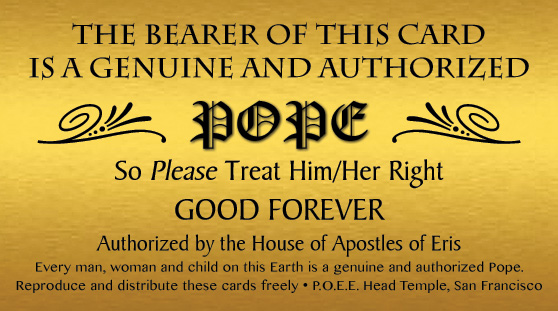 THE BEARER OF THIS CARD
IS A GENUINE AND AUTHORIZED
POPE
So Please Treat Him/Her Right
GOOD FOREVER
Authorized by the House of Apostles of Eris
Every man, woman and child on this Earth is a genuine and authorized Pope.
Reproduce and distribute these cards freely • P.O.E.E. Head Temple, San Francisco